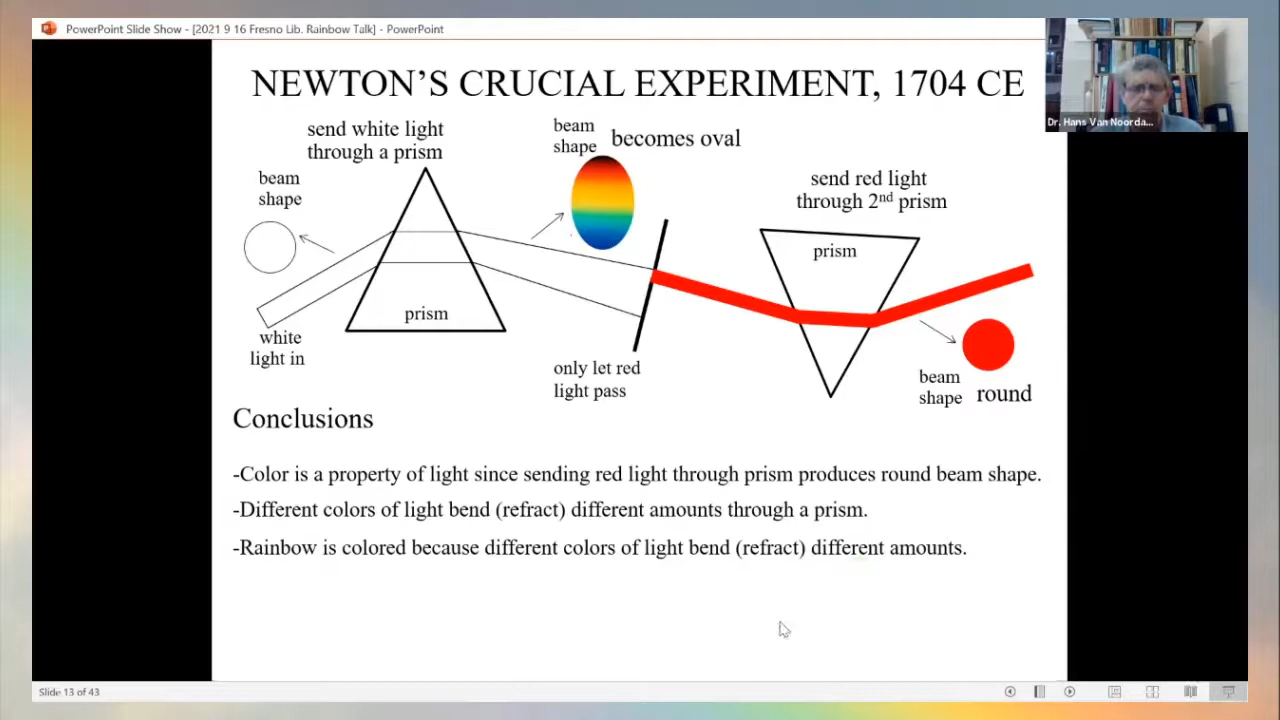 PowerPoint Slide Show - [2021 9 16 Fresno Lib. Rainbow Talk] - PowerPoint
Dr. Hans Van Noorda...
NEWTON'S CRUCIAL EXPERIMENT, 1704 CE
send white light
through a prism
beam
shape
becomes oval
beam
shape
send red light
through 2nd prism
prism
prism
white
light in
only let red
light pass
beam
shape
round
Conclusions
-Color is a property of light since sending red light through prism produces round beam shape.
-Different colors of light bend (refract) different amounts through a prism.
-Rainbow is colored because different colors of light bend (refract) different amounts.
Slide 13 of 43